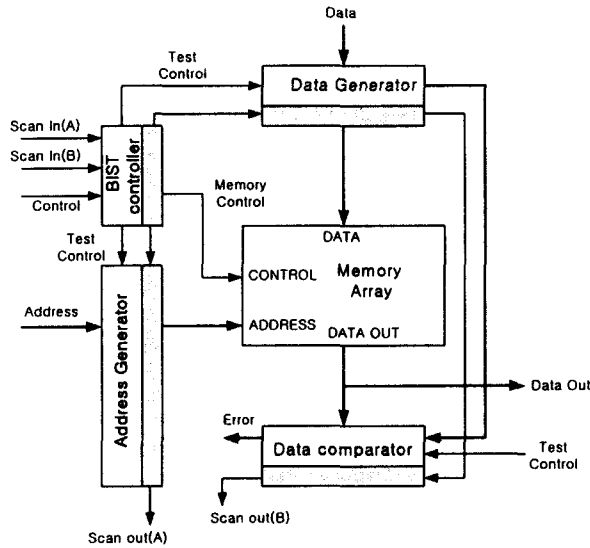 Data
Test
Control
Data Generator
Scan In(A)
Scan In(B)
Control
BIST
controller
Memory
Control
Test
Control
DATA
CONTROL
Memory
Array
Address
ADDRESS
DATA OUT
Address Generator
Data Out
Error
Data comparator
Test
Control
Scan out(B)
Scan out(A)